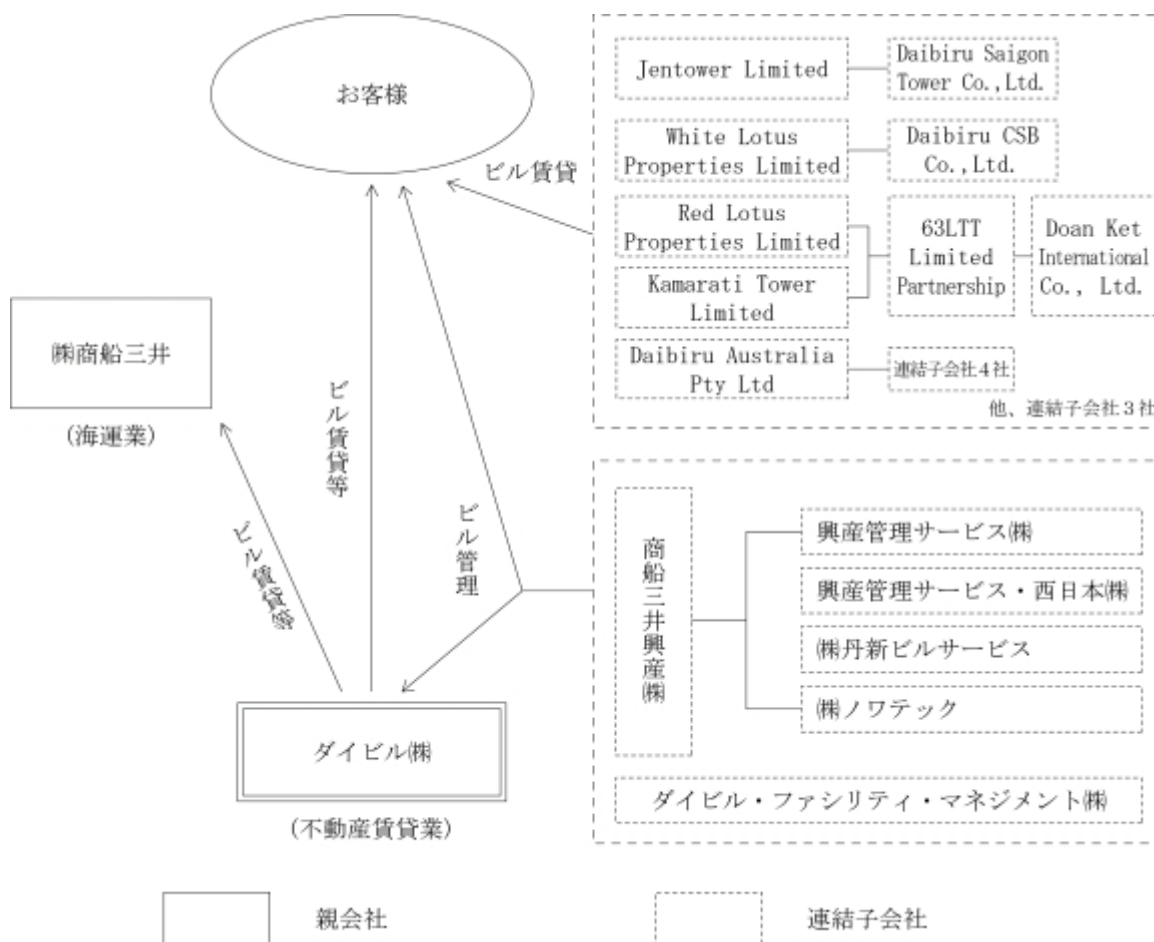 お客様
ビル賃貸
Jentower Limited
Daibiru Saigon
Tower Co.,Ltd.
White Lotus
Properties Limited
Daibiru CSB
Co.,Ltd.
Red Lotus
Properties Limited
Kamarati Tower
Limited
63LTT
Limited
Partnership
Doan Ket
International
Co., Ltd.
Daibiru Australia
Pty Ltd
連結子会社4社
他、連結子会社3社
㈱商船三井
(海運業)
ビル賃貸等
ビル賃貸等
ビル管理
商船三井興産㈱
興産管理サービス㈱
興産管理サービス・西日本㈱
㈱丹新ビルサービス
㈱ノワテック
ダイビル・ファシリティ・マネジメント㈱
ダイビル㈱
(不動産賃貸業)
親会社
連結子会社